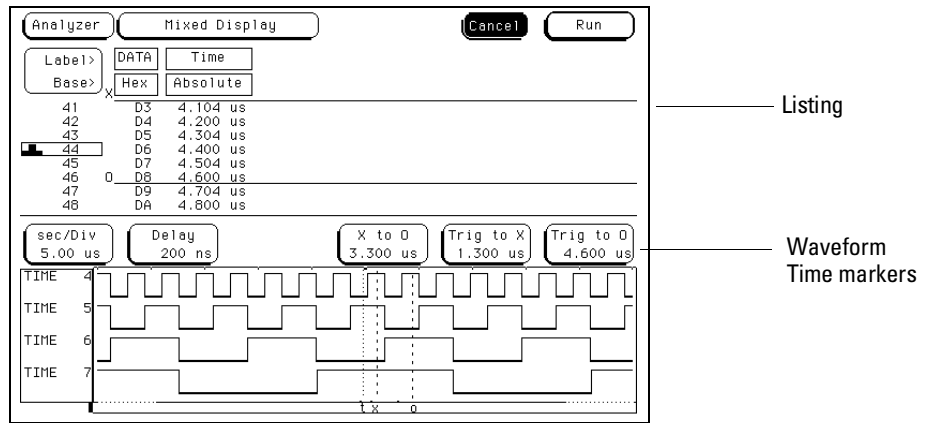 Analyzer Mixed Display Cancel Run
Label> DATA Time
Base> Hex Absolute
X
41 D3 4.104 us
42 D4 4.200 us
43 D5 4.304 us
44 D6 4.400 us
45 D7 4.504 us
46 O D8 4.600 us
47 D9 4.704 us
48 DA 4.800 us
Listing
sec/Div Delay X to O Trig to X Trig to O
5.00 us 200 ns 3.300 us 1.300 us 4.600 us
Waveform
Time markers
TIME 4
TIME 5
TIME 6
TIME 7
t x o